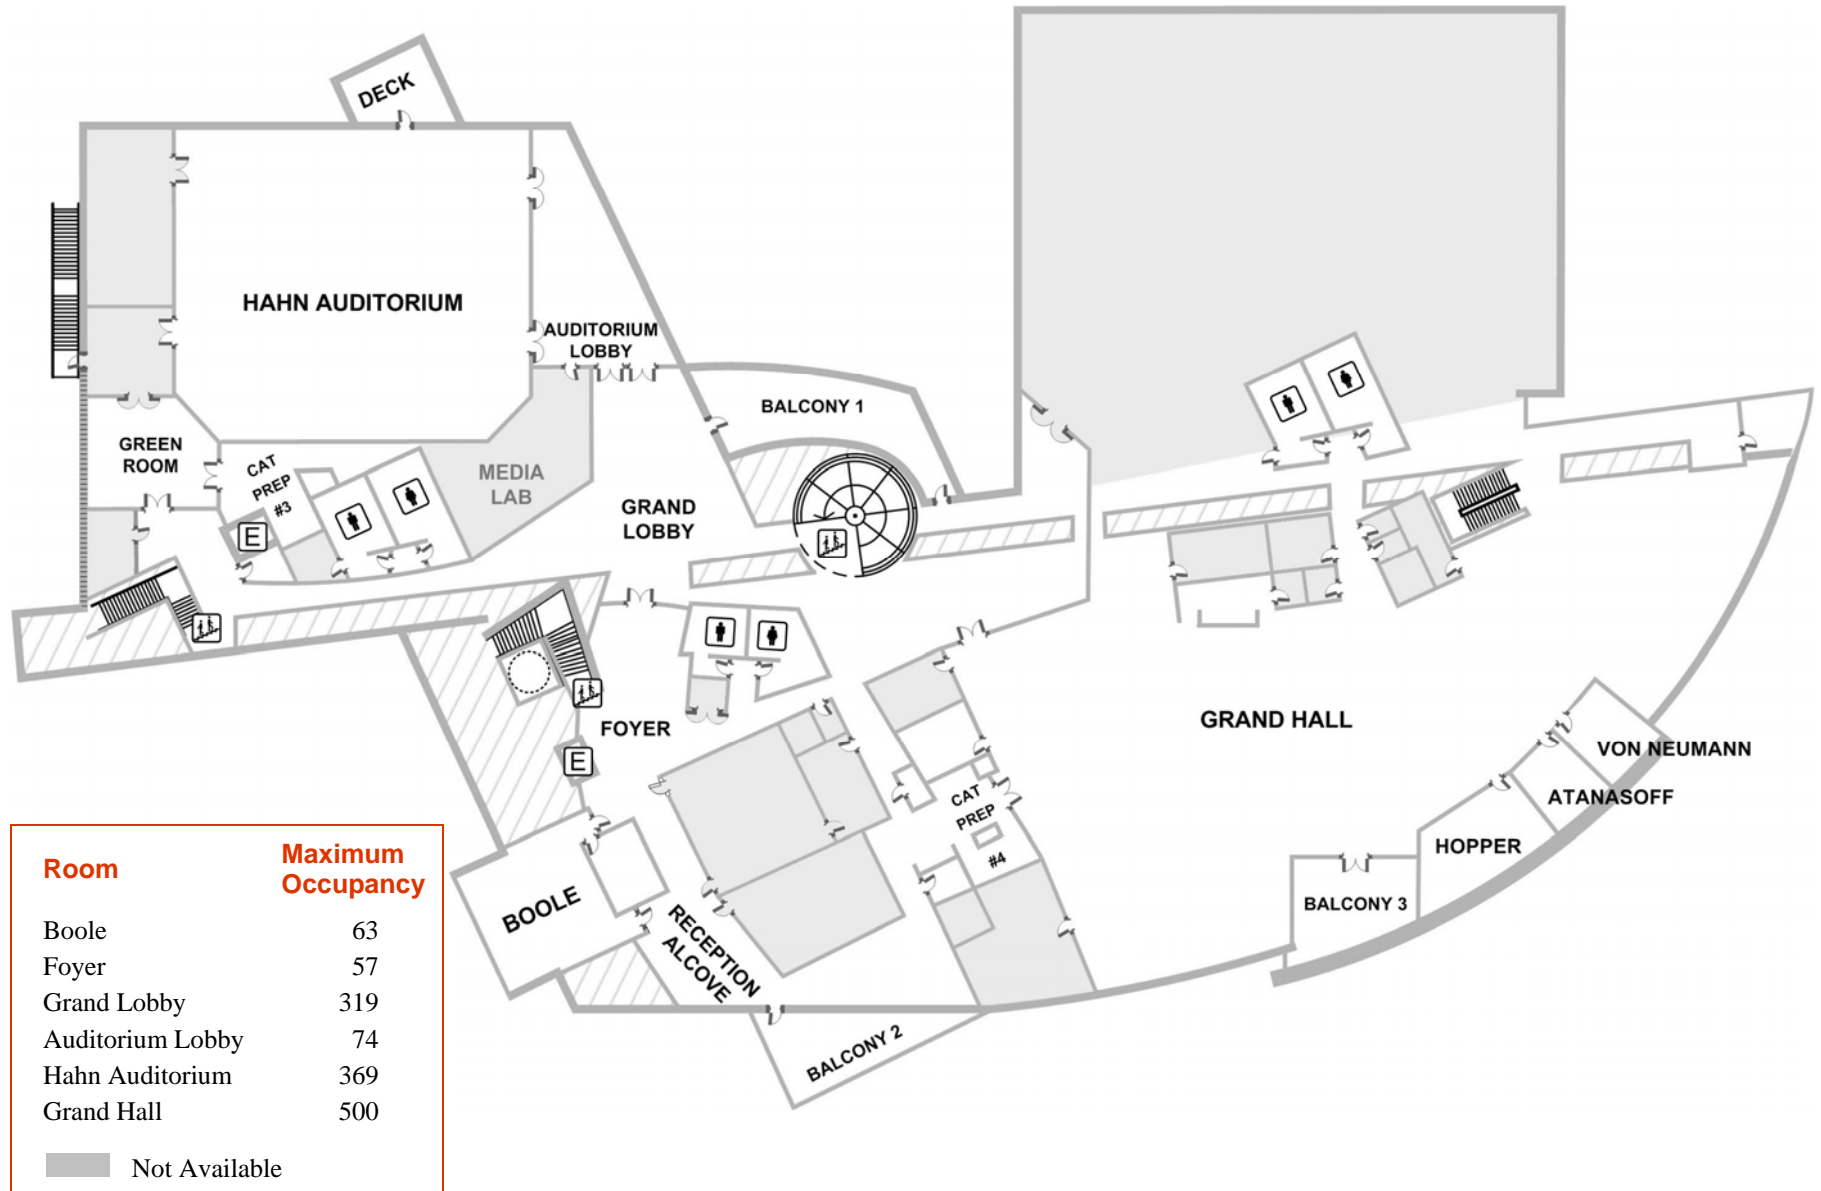 DECK
HAHN AUDITORIUM
AUDITORIUM
LOBBY
BALCONY 1
GREEN
ROOM
CAT
PREP
#3
MEDIA
LAB
GRAND
LOBBY
E
FOYER
E
GRAND HALL
VON NEUMANN
ATANASOFF
HOPPER
BALCONY 3
CAT
PREP
#4
BOOLE
RECEPTION
ALCOVE
BALCONY 2
Room Maximum
Occupancy
Boole 63
Foyer 57
Grand Lobby 319
Auditorium Lobby 74
Hahn Auditorium 369
Grand Hall 500
Not Available